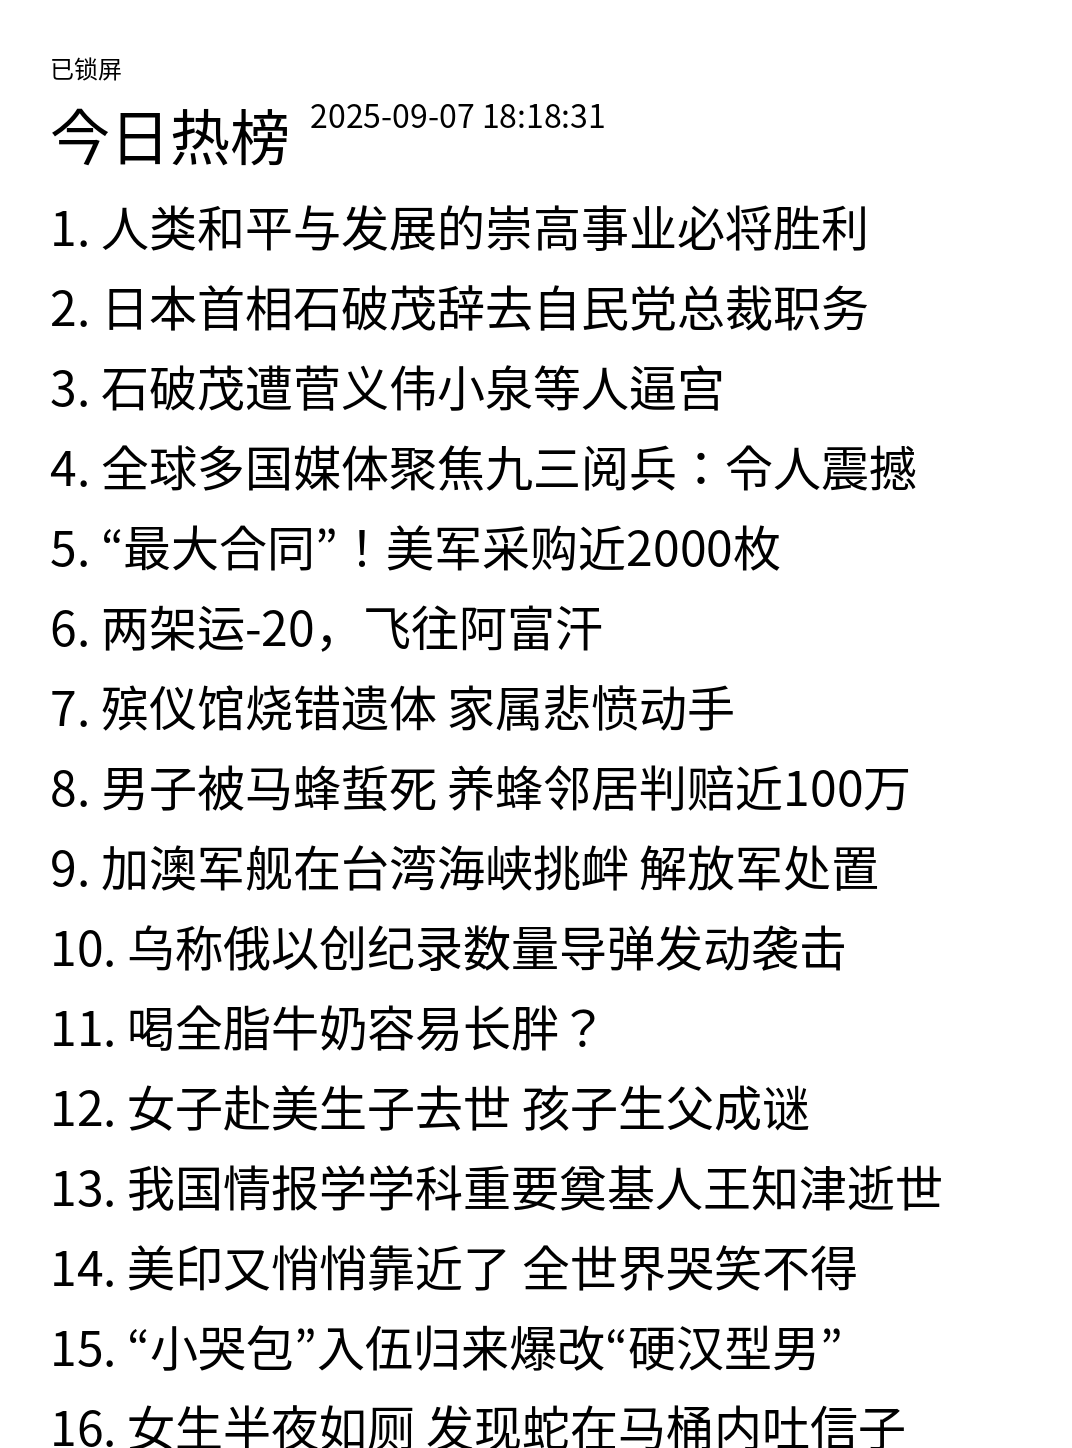 已锁屏
今日热榜 2025-09-07 18:18:31
1. 人类和平与发展的崇高事业必将胜利
2. 日本首相石破茂辞去自民党总裁职务
3. 石破茂遭菅义伟小泉等人逼宫
4. 全球多国媒体聚焦九三阅兵：令人震撼
5. “最大合同”！美军采购近2000枚
6. 两架运-20，飞往阿富汗
7. 殡仪馆烧错遗体 家属悲愤动手
8. 男子被马蜂蜇死 养蜂邻居判赔近100万
9. 加澳军舰在台湾海峡挑衅 解放军处置
10. 乌称俄以创纪录数量导弹发动袭击
11. 喝全脂牛奶容易长胖？
12. 女子赴美生子去世 孩子生父成谜
13. 我国情报学学科重要奠基人王知津逝世
14. 美印又悄悄靠近了 全世界哭笑不得
15. “小哭包”入伍归来爆改“硬汉型男”
16. 女生半夜如厕 发现蛇在马桶内吐信子